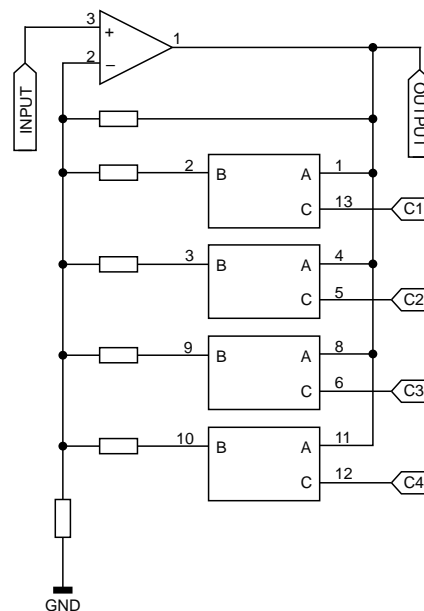 3
+
1
2
−
INPUT
OUTPUT
2 B A 1
C 13 C1
3 B A 4
C 5 C2
9 B A 8
C 6 C3
10 B A 11
C 12 C4
GND